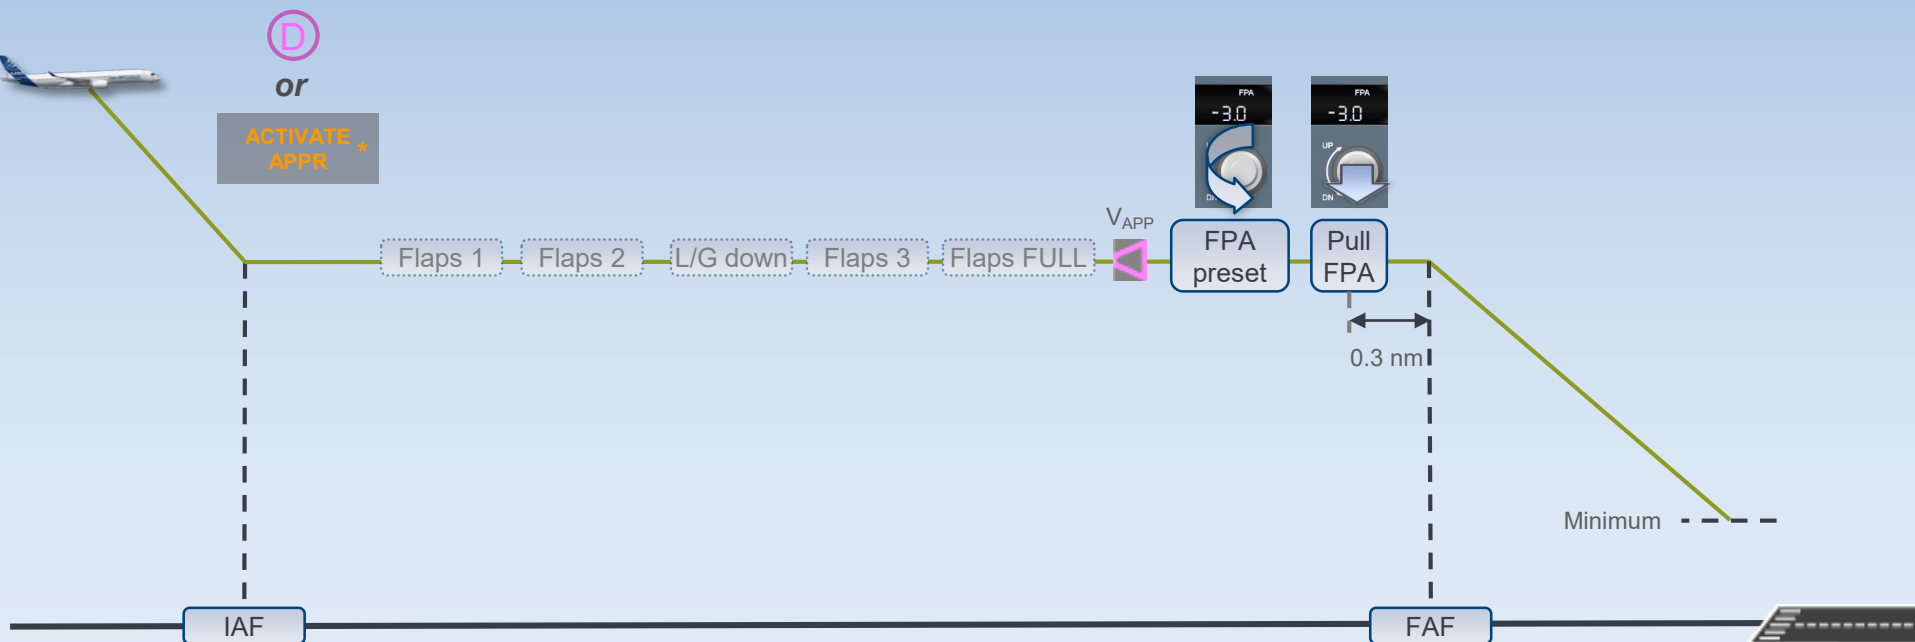 D
or
ACTIVATE *
APPR
FPA
-3.0
FPA
-3.0
UP
DN
VAPP
Flaps 1
Flaps 2
L/G down
Flaps 3
Flaps FULL
FPA
preset
Pull
FPA
0.3 nm
Minimum
IAF
FAF